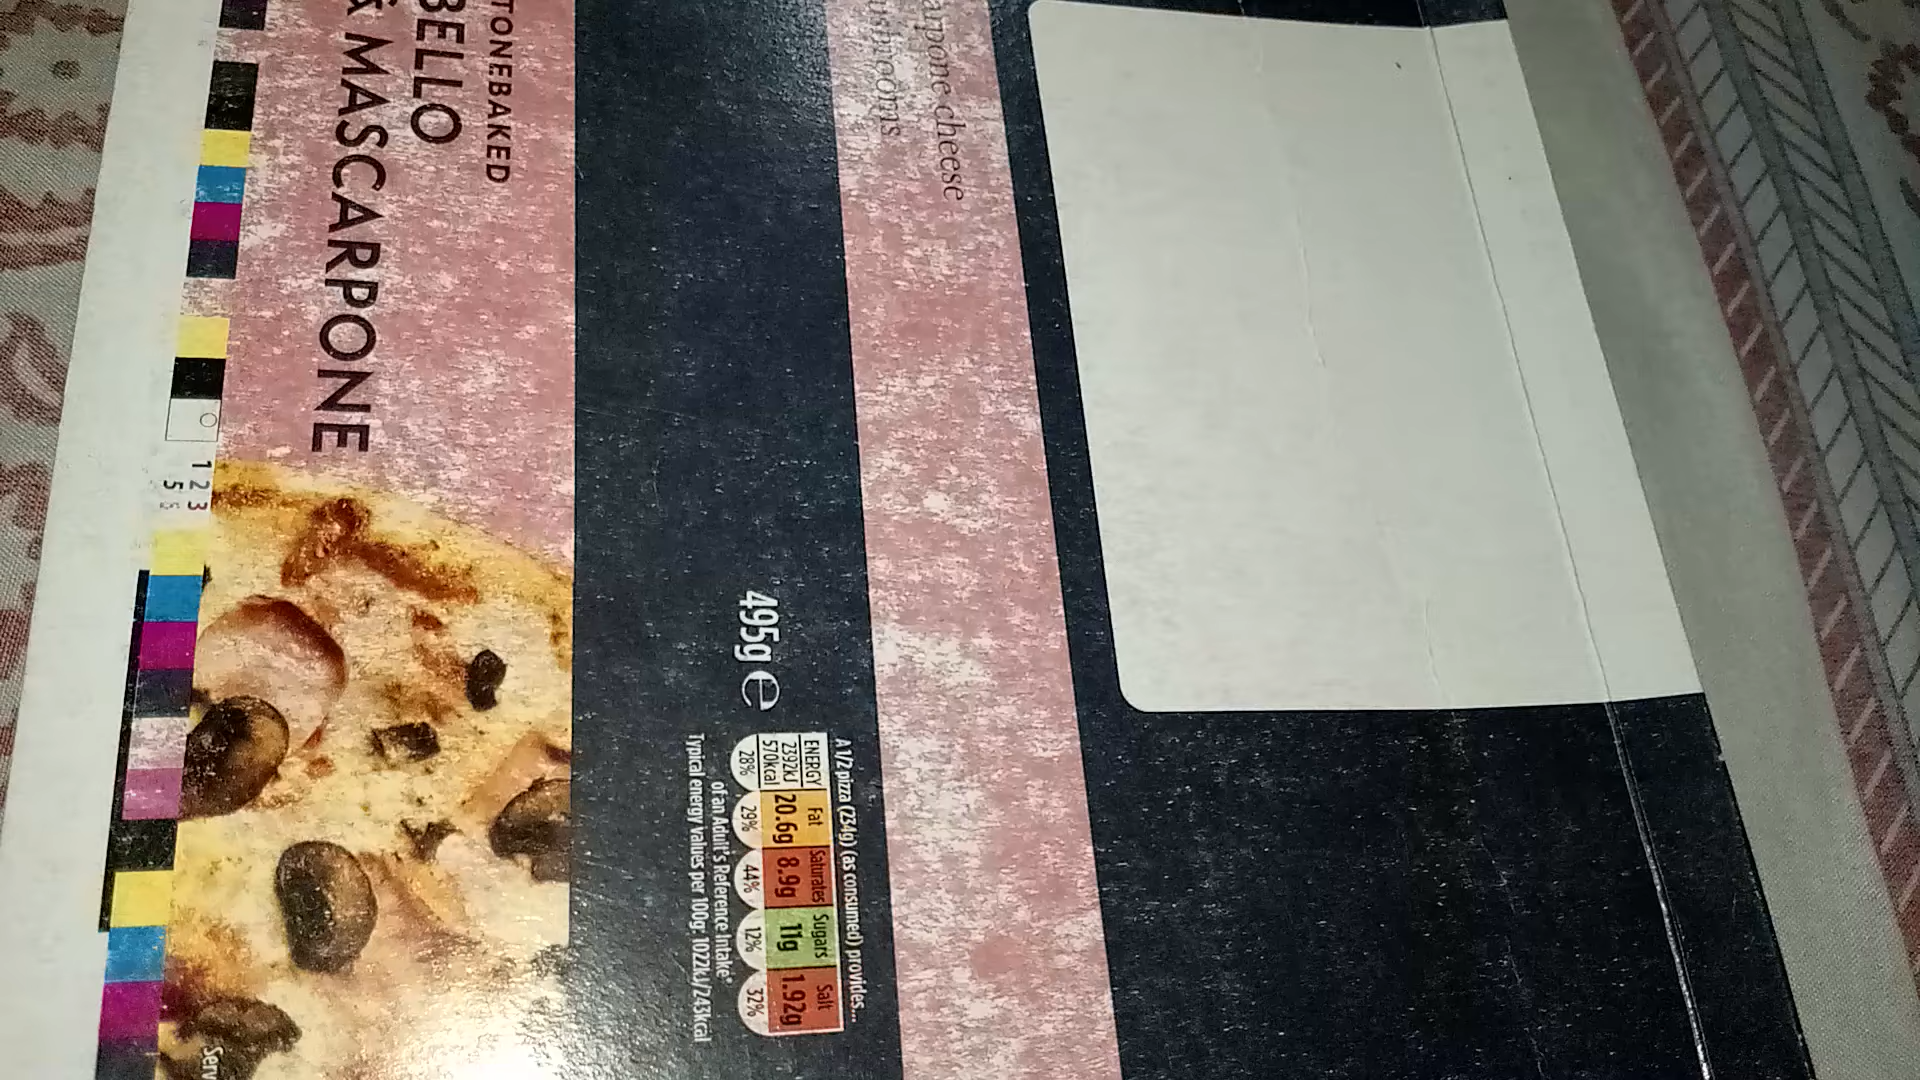 TONEBAKED
BELLO
& MASCARPONE
arpone cheese
ushrooms
495g e
A 1/2 pizza (234g) (as consumed) provides...
ENERGY
2392kJ
570kcal
28%
Fat
20.6g
29%
Saturates
8.9g
44%
Sugars
11g
12%
Salt
1.92g
32%
of an Adult's Reference Intake*
Typical energy values per 100g: 1022kJ/243kcal
1 2 3
5
Serv